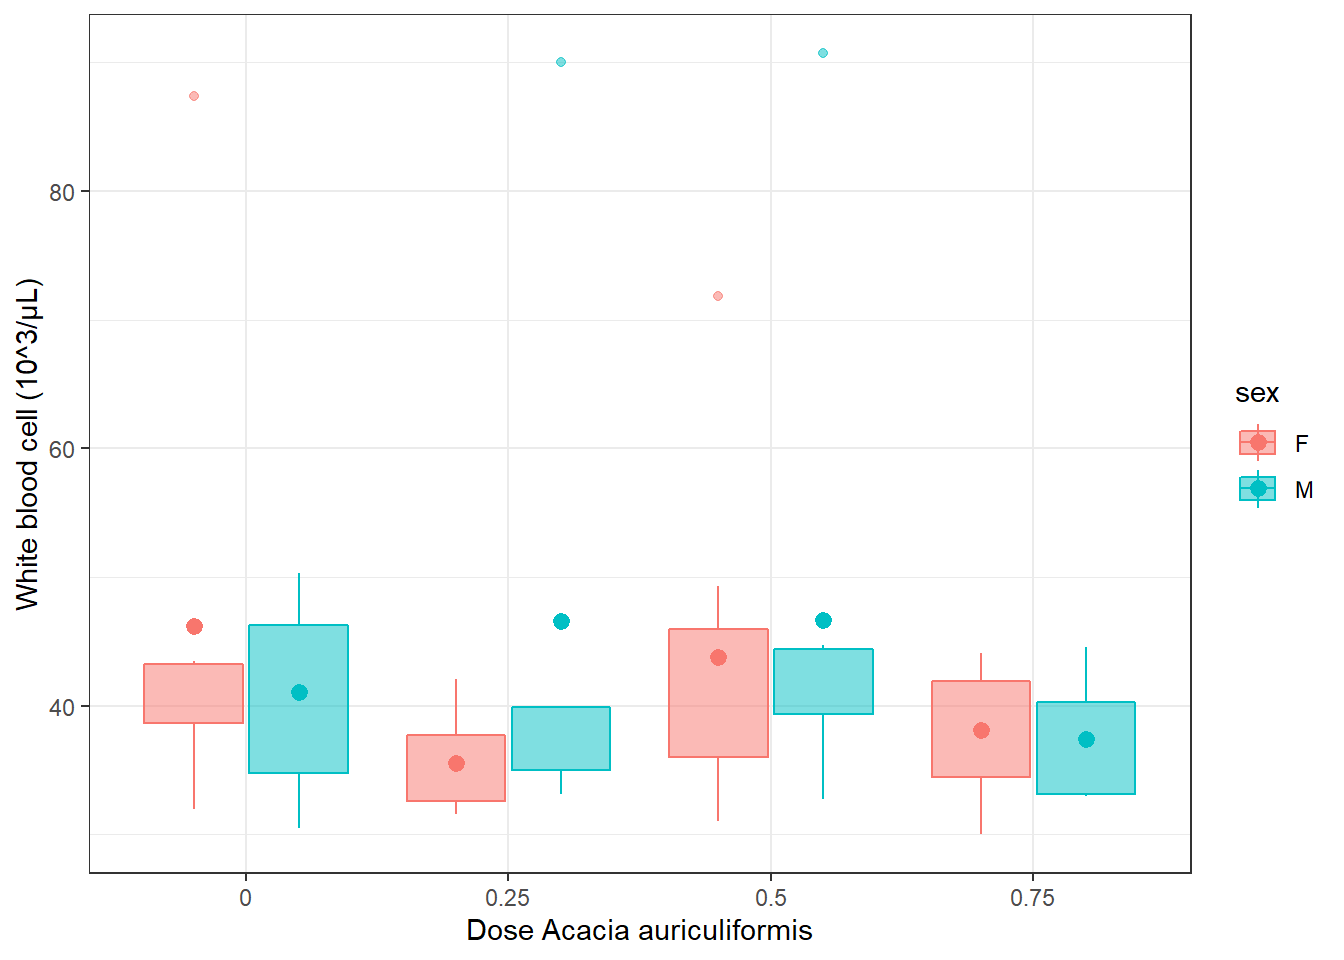 White blood cell (10^3/µL)
80
60
40
0
0.25
0.5
0.75
Dose Acacia auriculiformis
sex
F
M